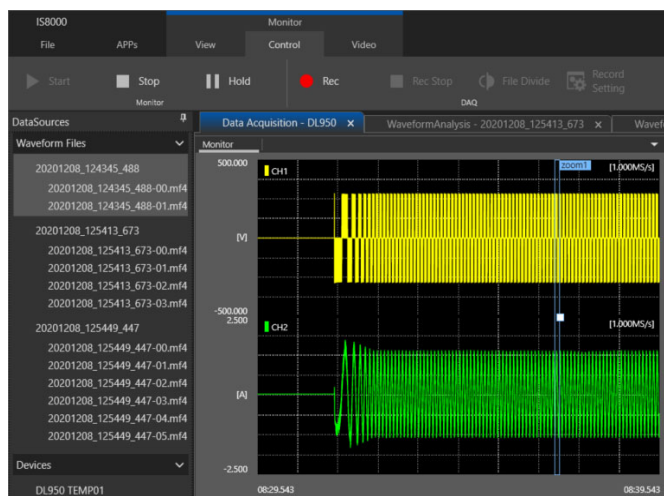 IS8000 Monitor
File APPs View Control Video
Start Stop Hold Rec Rec Stop File Divide Record Setting
Monitor DAQ
DataSources
Data Acquisition - DL950 x WaveformAnalysis - 20201208_125413_673 x Wavef
Waveform Files
Monitor
500.000 CH1 zoom1 [1.000MS/s]
20201208_124345_488
20201208_124345_488-00.mf4
20201208_124345_488-01.mf4
20201208_125413_673
[V]
20201208_125413_673-00.mf4
20201208_125413_673-01.mf4
20201208_125413_673-02.mf4
20201208_125413_673-03.mf4
-500.000
2.500 CH2 [1.000MS/s]
20201208_125449_447
20201208_125449_447-00.mf4
20201208_125449_447-01.mf4
20201208_125449_447-02.mf4
[A]
20201208_125449_447-03.mf4
20201208_125449_447-04.mf4
20201208_125449_447-05.mf4
Devices
-2.500
DL950 TEMP01
08:29.543 08:39.543